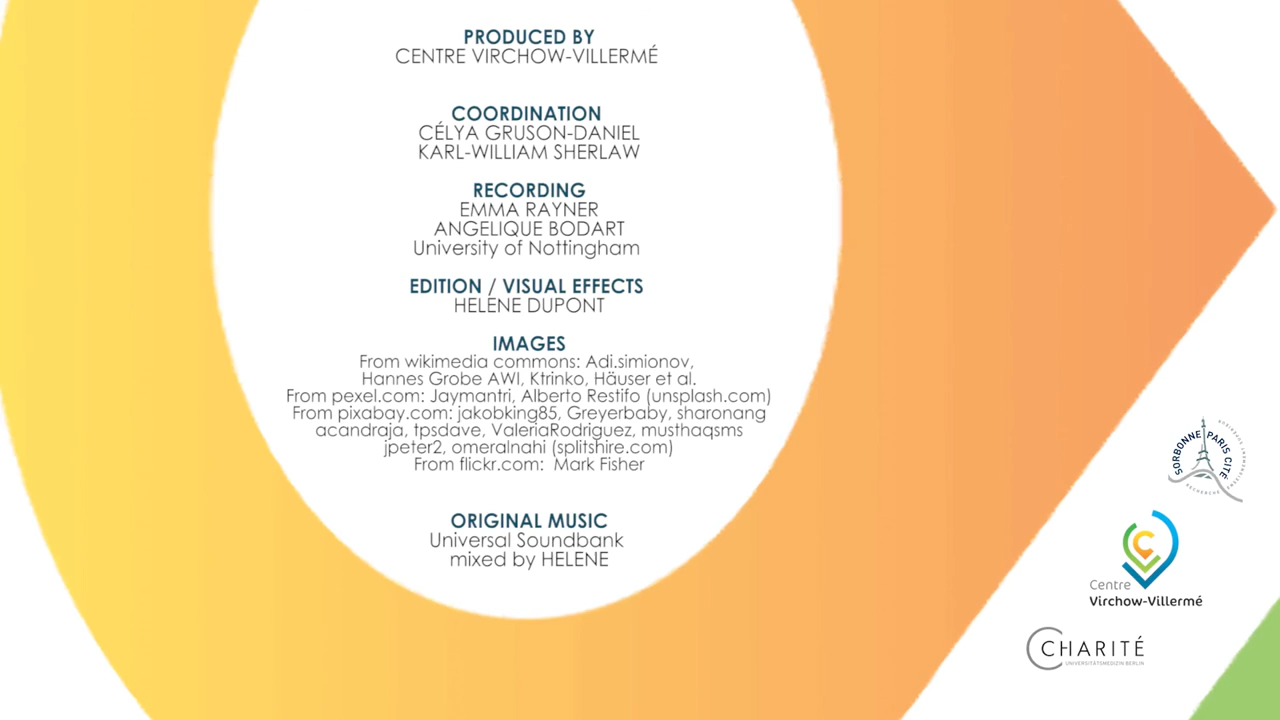 PRODUCED BY
CENTRE VIRCHOW-VILLERMÉ
COORDINATION
CÉLYA GRUSON-DANIEL
KARL-WILLIAM SHERLAW
RECORDING
EMMA RAYNER
ANGELIQUE BODART
University of Nottingham
EDITION / VISUAL EFFECTS
HELENE DUPONT
IMAGES
From wikimedia commons: Adi.simionov,
Hannes Grobe AWI, Ktrinko, Häuser et al.
From pexel.com: Jaymantri, Alberto Restifo (unsplash.com)
From pixabay.com: jakobking85, Greyerbaby, sharonang
acandraja, tpsdave, ValeriaRodriguez, musthaqsms
jpeter2, omeralnahi (splitshire.com)
From flickr.com: Mark Fisher
ORIGINAL MUSIC
Universal Soundbank
mixed by HELENE
SORBONNE PARIS CITÉ
Centre
Virchow-Villermé
CHARITÉ
UNIVERSITÄTSMEDIZIN BERLIN